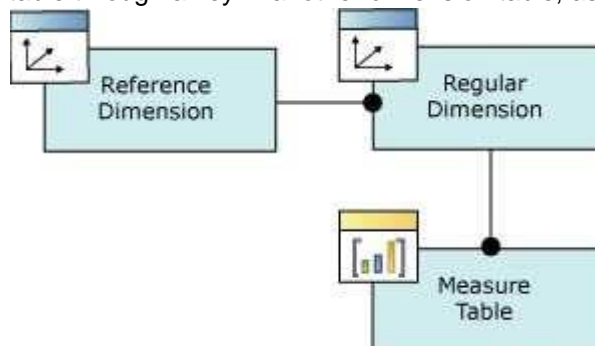 Reference
Dimension
Regular
Dimension
Measure
Table